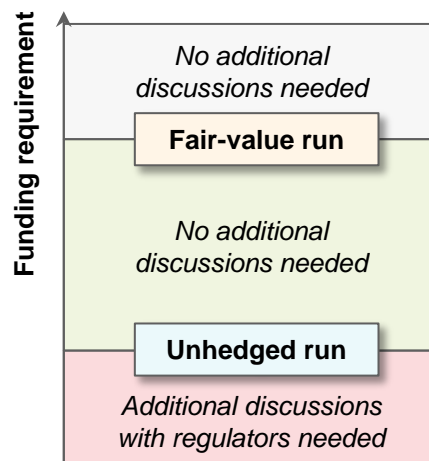 Funding requirement
No additional
discussions needed
Fair-value run
No additional
discussions needed
Unhedged run
Additional discussions
with regulators needed